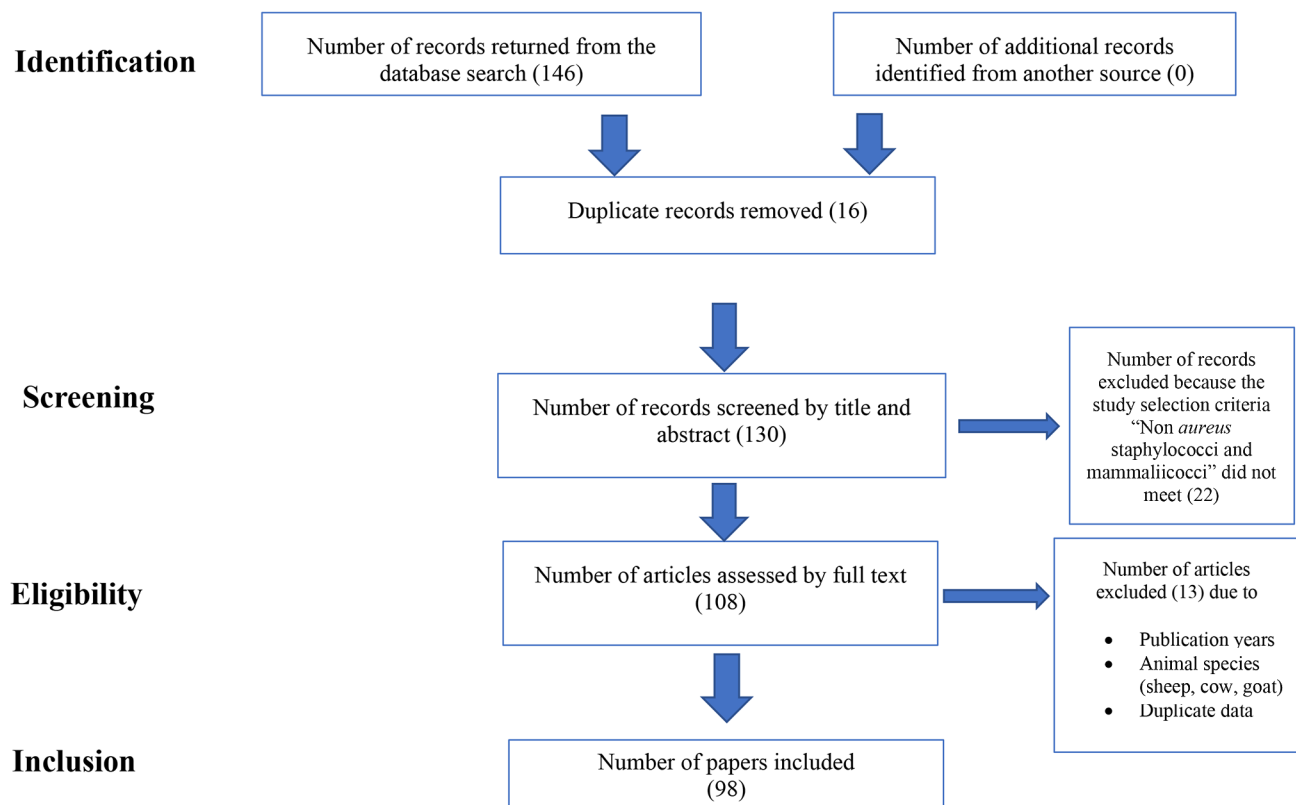 Identification
Number of records returned from the
database search (146)
Number of additional records
identified from another source (0)
Duplicate records removed (16)
Screening
Number of records screened by title and
abstract (130)
Number of records
excluded because the
study selection criteria
“Non aureus
staphylococci and
mammaliicocci” did not
meet (22)
Eligibility
Number of articles assessed by full text
(108)
Number of articles
excluded (13) due to
• Publication years
• Animal species
(sheep, cow, goat)
• Duplicate data
Inclusion
Number of papers included
(98)